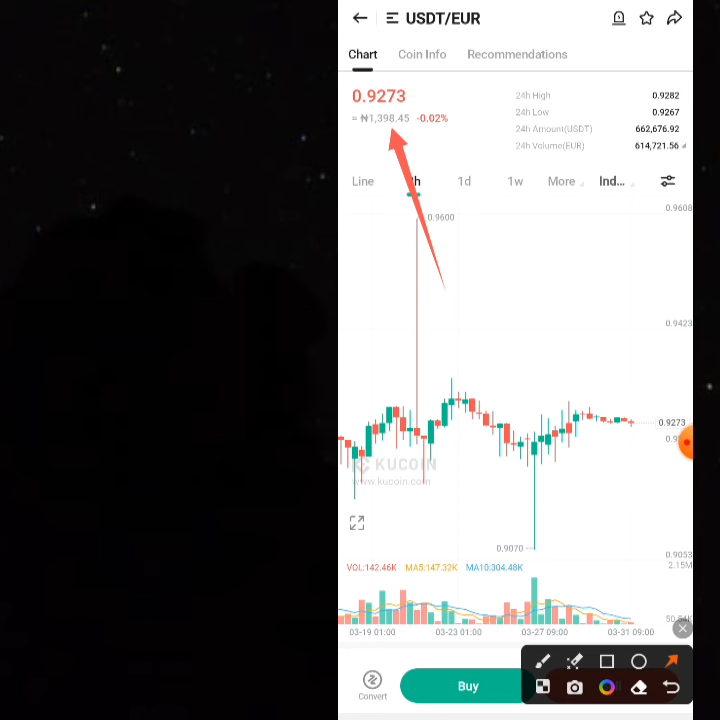 USDT/EUR
Chart Coin Info Recommendations
0.9273
≈ ₦1,398.45 -0.02%
24h High 0.9282
24h Low 0.9267
24h Amount(USDT) 662,676.92
24h Volume(EUR) 614,721.56
Line 1d 1w More Ind...
0.9608
0.9600
0.9423
0.9273
KUCOIN
www.kucoin.com
0.9070
0.9053
VOL:142.46K MA5:147.32K MA10:304.48K 2.15M
03-19 01:00 03-23 01:00 03-27 09:00 03-31 09:00
Convert
Buy